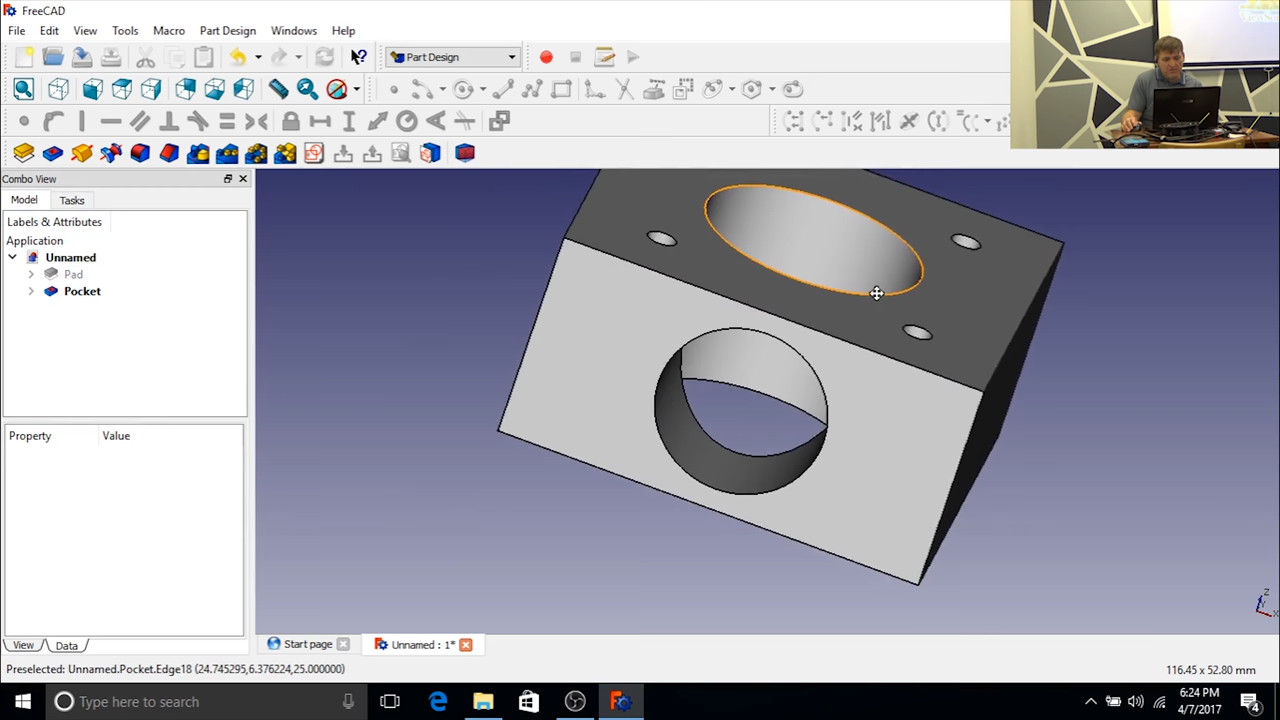 FreeCAD
File Edit View Tools Macro Part Design Windows Help
Part Design
Combo View
Model Tasks
Labels & Attributes
Application
Unnamed
Pad
Pocket
Property Value
View Data
Start page Unnamed : 1*
Preselected: Unnamed.Pocket.Edge18 (24.745295,6.376224,25.000000)
116.45 x 52.80 mm
Type here to search
6:24 PM
4/7/2017
4
Z
Y
X